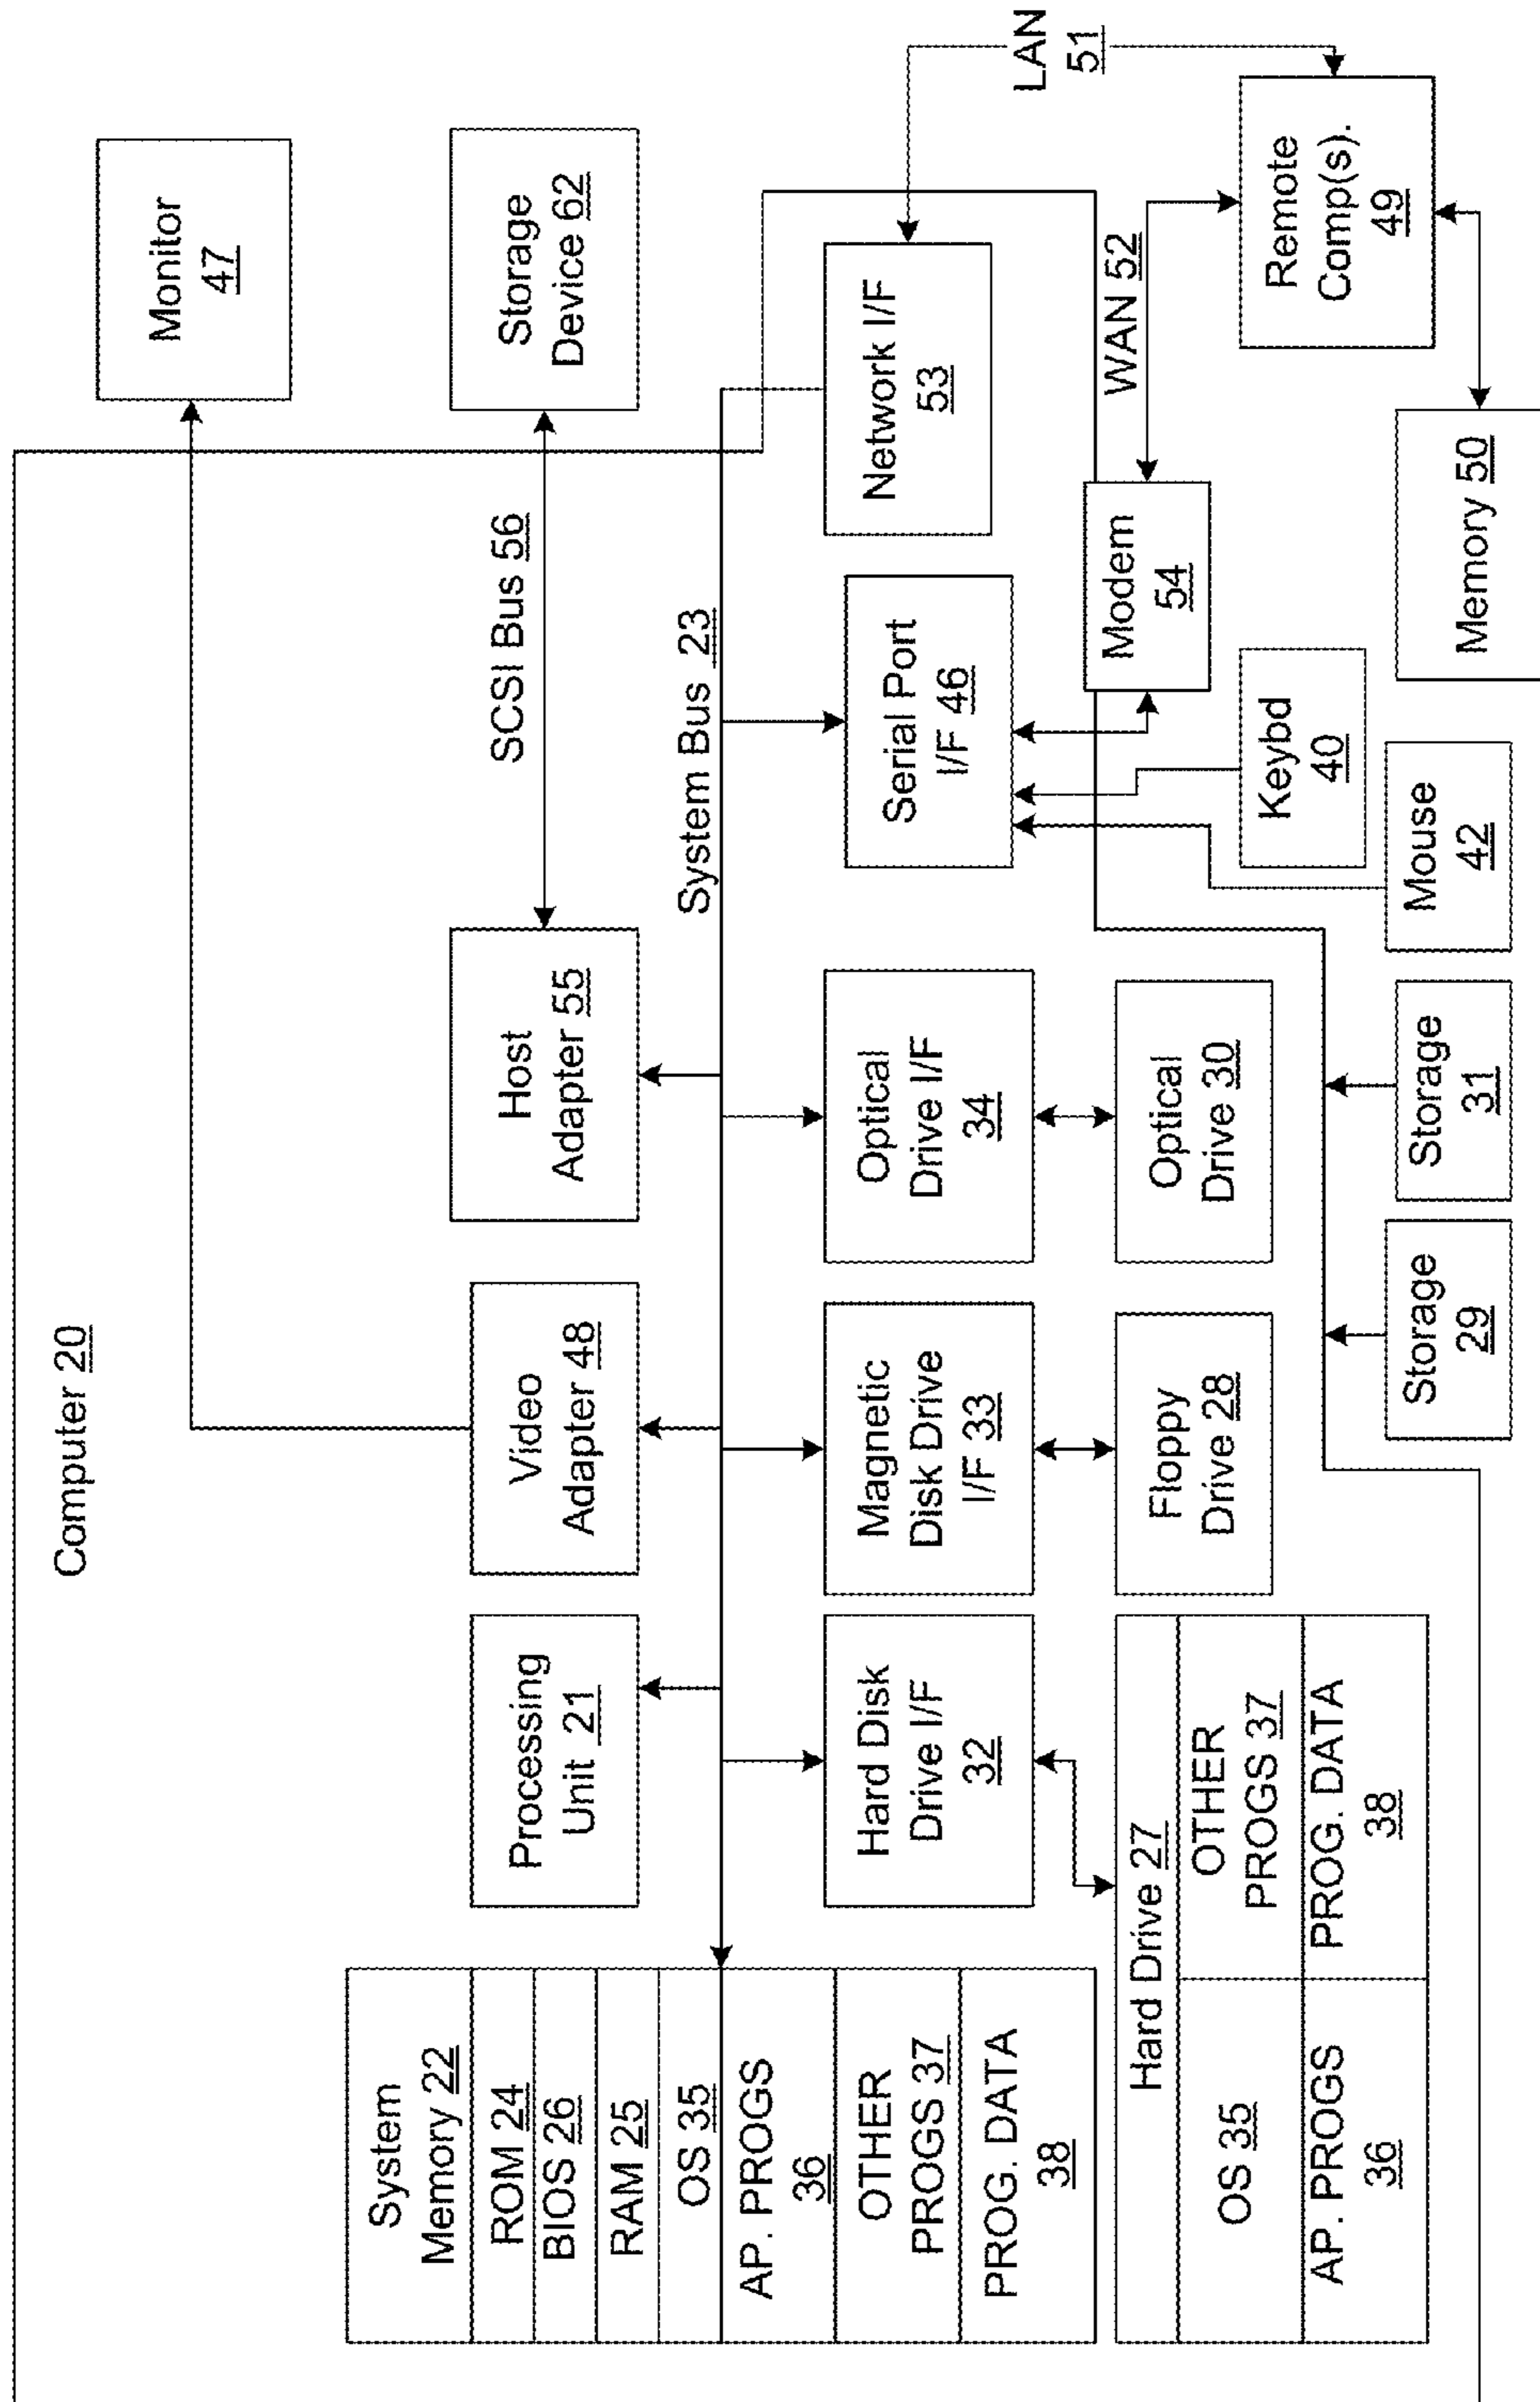 Computer 20
Monitor
47
System
Memory 22
ROM 24
BIOS 26
RAM 25
OS 35
AP. PROGS
36
OTHER
PROGS 37
PROG. DATA
38
Processing
Unit 21
Video
Adapter 48
Host
Adapter 55
SCSI Bus 56
Storage
Device 62
System Bus 23
Hard Disk
Drive I/F
32
Magnetic
Disk Drive
I/F 33
Optical
Drive I/F
34
Serial Port
I/F 46
Network I/F
53
LAN
51
Hard Drive 27
OS 35
OTHER
PROGS 37
AP. PROGS
36
PROG. DATA
38
Floppy
Drive 28
Optical
Drive 30
Modem
54
WAN 52
Remote
Comp(s).
49
Storage
29
Storage
31
Mouse
42
Keybd
40
Memory 50